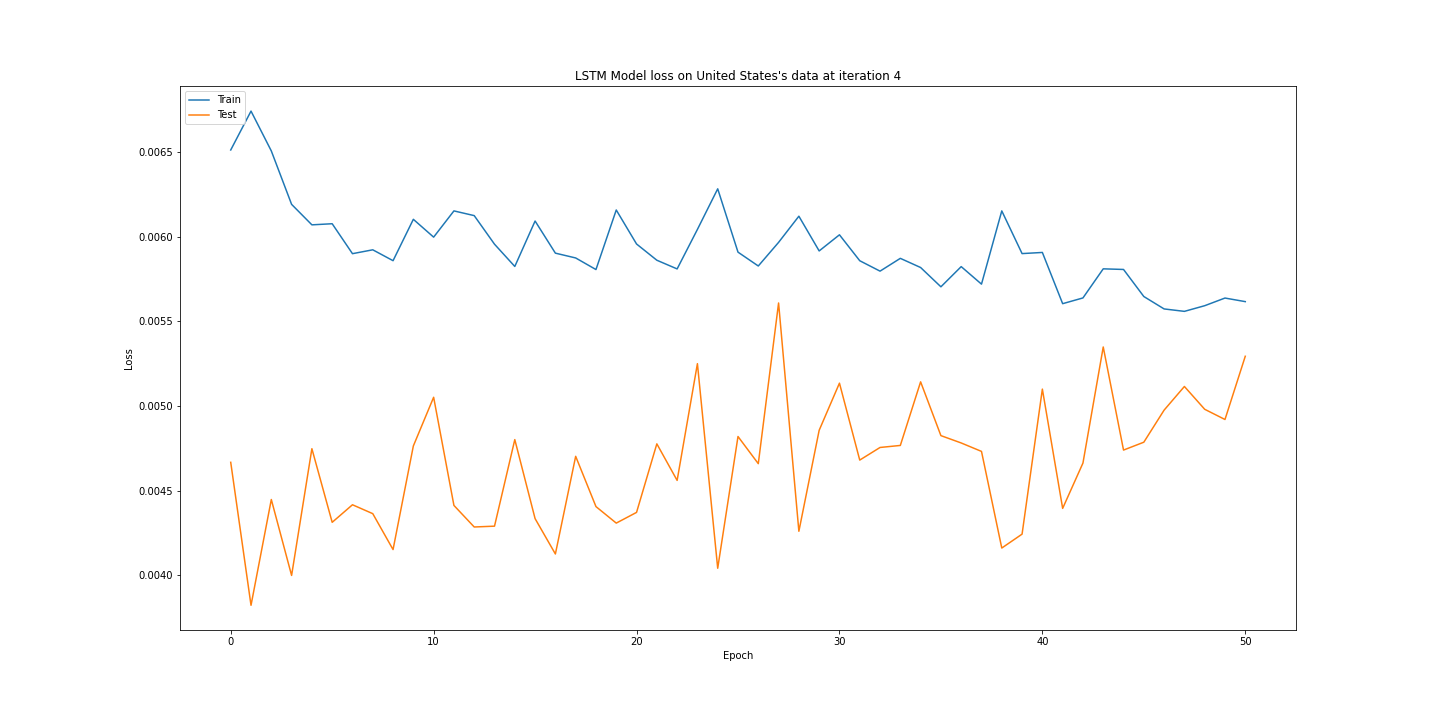 LSTM Model loss on United States's data at iteration 4
Train
Test
0.0065
0.0060
0.0055
0.0050
0.0045
0.0040
Loss
0 10 20 30 40 50
Epoch